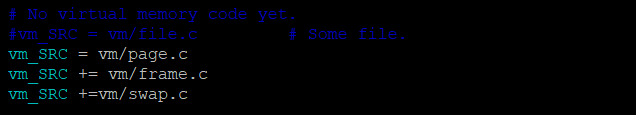 # No virtual memory code yet.
#vm_SRC = vm/file.c          # Some file.
vm_SRC = vm/page.c
vm_SRC += vm/frame.c
vm_SRC +=vm/swap.c